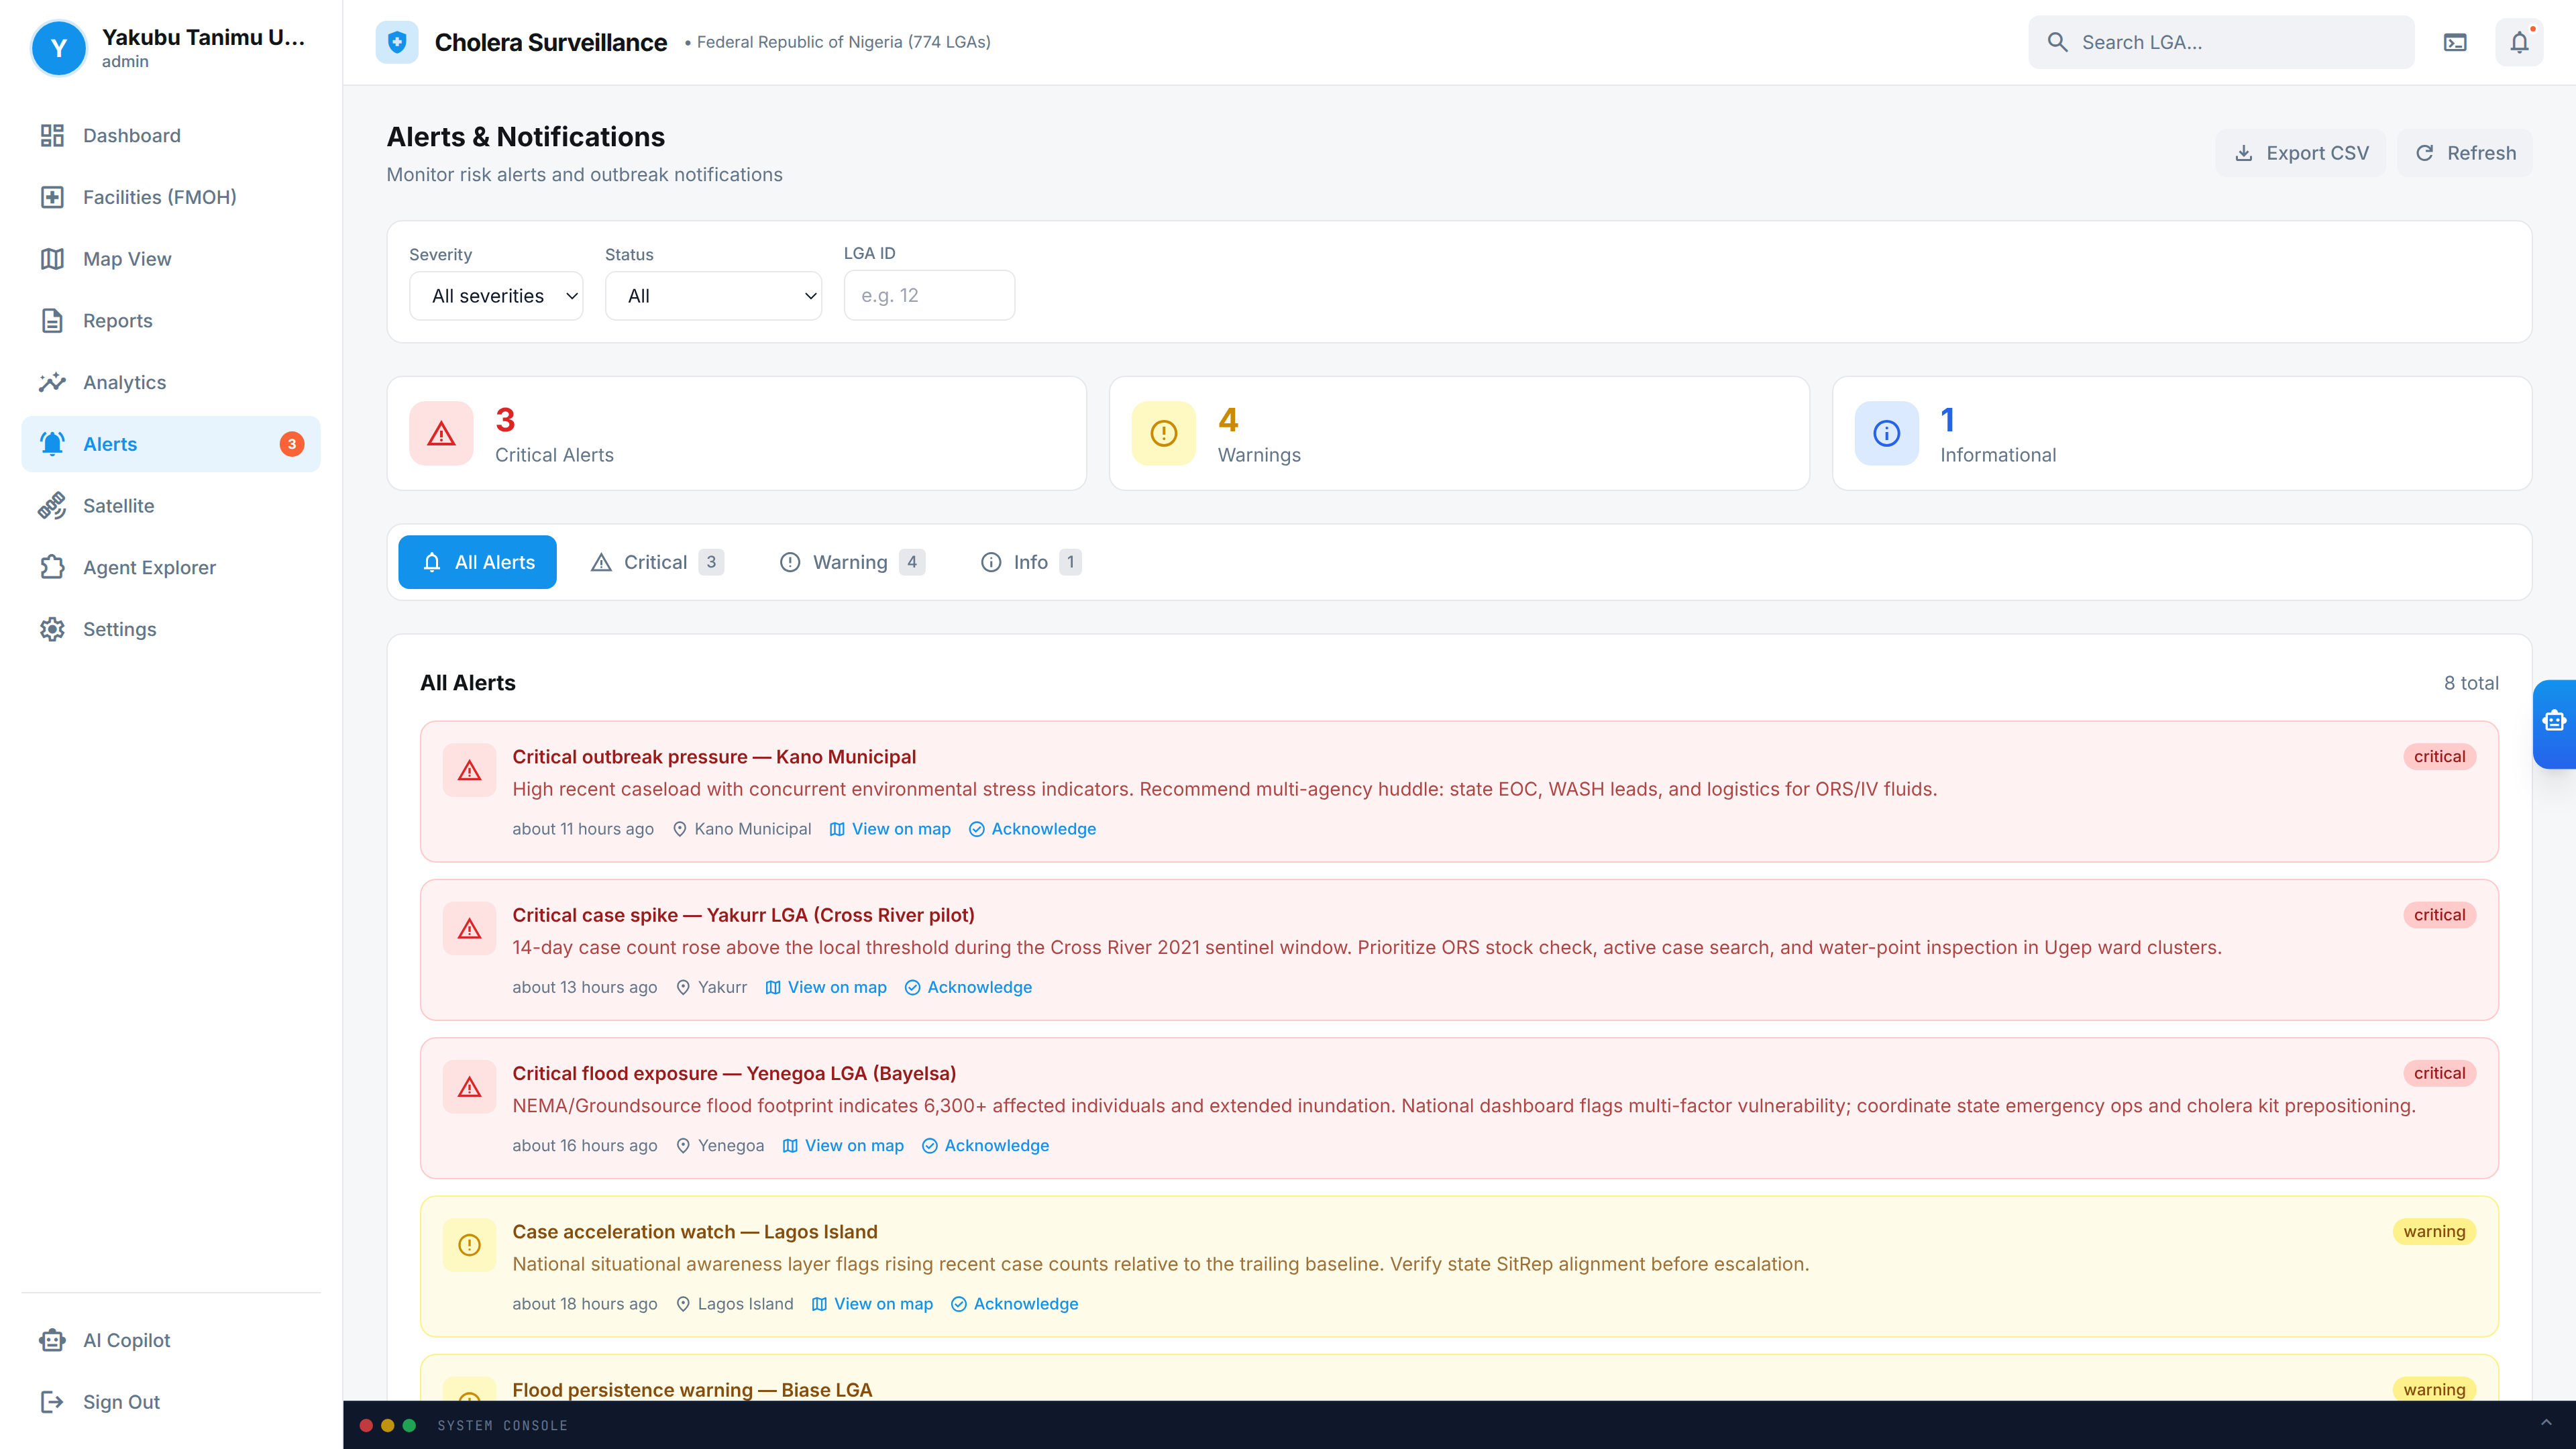 Y
Yakubu Tanimu U...
admin
Dashboard
Facilities (FMOH)
Map View
Reports
Analytics
Alerts 3
Satellite
Agent Explorer
Settings
AI Copilot
Sign Out
Cholera Surveillance • Federal Republic of Nigeria (774 LGAs)
Search LGA...
Alerts & Notifications
Monitor risk alerts and outbreak notifications
Export CSV Refresh
Severity Status LGA ID
All severities All e.g. 12
3
Critical Alerts
4
Warnings
1
Informational
All Alerts Critical 3 Warning 4 Info 1
All Alerts 8 total
Critical outbreak pressure — Kano Municipal critical
High recent caseload with concurrent environmental stress indicators. Recommend multi-agency huddle: state EOC, WASH leads, and logistics for ORS/IV fluids.
about 11 hours ago Kano Municipal View on map Acknowledge
Critical case spike — Yakurr LGA (Cross River pilot) critical
14-day case count rose above the local threshold during the Cross River 2021 sentinel window. Prioritize ORS stock check, active case search, and water-point inspection in Ugep ward clusters.
about 13 hours ago Yakurr View on map Acknowledge
Critical flood exposure — Yenegoa LGA (Bayelsa) critical
NEMA/Groundsource flood footprint indicates 6,300+ affected individuals and extended inundation. National dashboard flags multi-factor vulnerability; coordinate state emergency ops and cholera kit prepositioning.
about 16 hours ago Yenegoa View on map Acknowledge
Case acceleration watch — Lagos Island warning
National situational awareness layer flags rising recent case counts relative to the trailing baseline. Verify state SitRep alignment before escalation.
about 18 hours ago Lagos Island View on map Acknowledge
Flood persistence warning — Biase LGA warning
SYSTEM CONSOLE